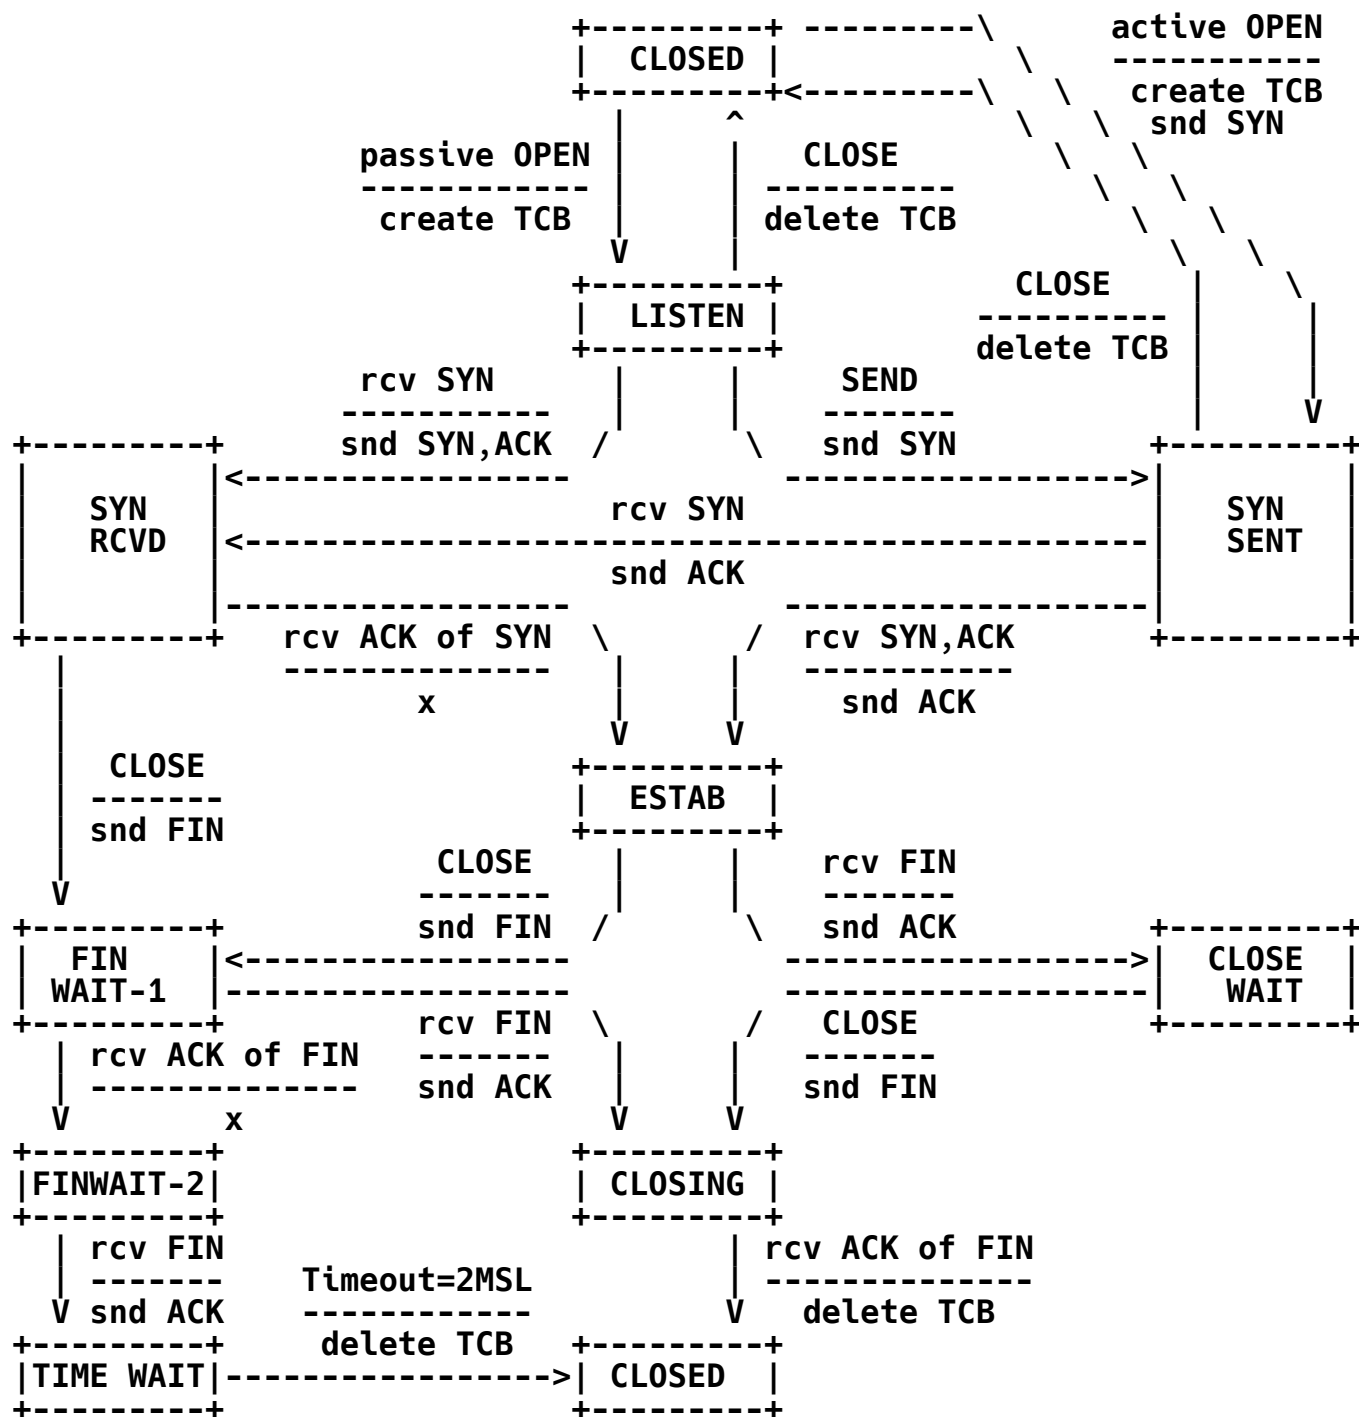 +---------+ ---------\      active OPEN
|  CLOSED |            \    -----------
+---------+<---------\   \   create TCB
  |     ^              \   \  snd SYN
passive OPEN |     |   CLOSE        \   \
------------ |     | ----------       \   \
create TCB  |     | delete TCB         \   \
V     |                      \   \
+---------+            CLOSE    |    \
|  LISTEN |          ---------- |     |
+---------+          delete TCB |     |
rcv SYN      |     |     SEND              |     |
-----------   |     |    -------            |     V
+---------+      snd SYN,ACK  /       \   snd SYN          +---------+
|         |<-----------------           ------------------>|         |
|   SYN   |                    rcv SYN                     |   SYN   |
|   RCVD  |<-----------------------------------------------|   SENT  |
|         |                    snd ACK                     |         |
|         |------------------           -------------------|         |
+---------+   rcv ACK of SYN  \       /  rcv SYN,ACK       +---------+
|           --------------   |     |   -----------
|                  x         |     |     snd ACK
|                            V     V
|  CLOSE                   +---------+
| -------                  |  ESTAB  |
| snd FIN                  +---------+
|                   CLOSE    |     |    rcv FIN
V                  -------   |     |    -------
+---------+          snd FIN  /       \   snd ACK          +---------+
|  FIN    |<-----------------           ------------------>|  CLOSE  |
| WAIT-1  |------------------           -------------------|   WAIT  |
+---------+          rcv FIN  \       /   CLOSE            +---------+
| rcv ACK of FIN   -------   |     |   -------
| --------------   snd ACK   |     |   snd FIN
V        x                   V     V
+---------+                  +---------+
|FINWAIT-2|                  | CLOSING |
+---------+                  +---------+
| rcv FIN                          | rcv ACK of FIN
| -------    Timeout=2MSL          | --------------
V snd ACK    ------------          V   delete TCB
+---------+     delete TCB   +---------+
|TIME WAIT|----------------->| CLOSED  |
+---------+                  +---------+